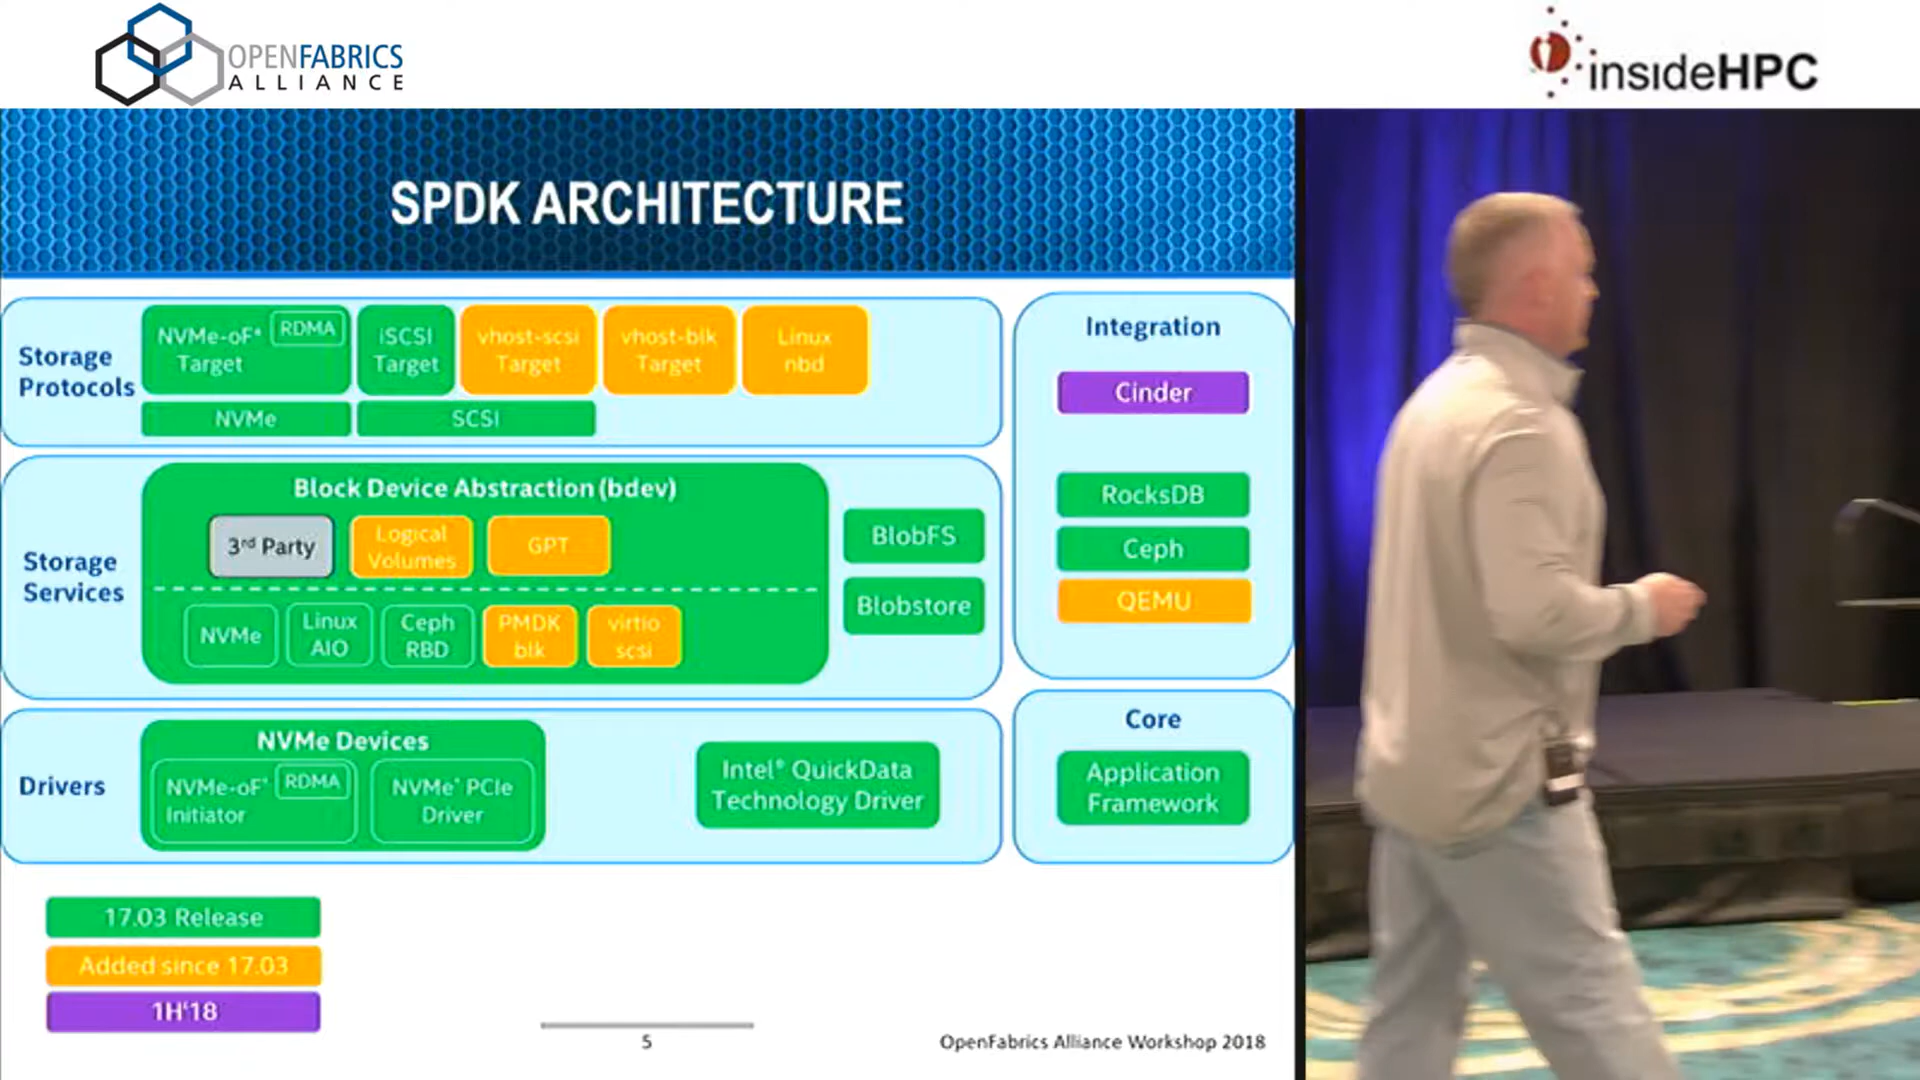 OPENFABRICS
ALLIANCE
insideHPC
SPDK ARCHITECTURE
Storage
Protocols
NVMe-oF*
Target
RDMA
iSCSI
Target
vhost-scsi
Target
vhost-blk
Target
Linux
nbd
NVMe
SCSI
Storage
Services
Block Device Abstraction (bdev)
3rd Party
Logical
Volumes
GPT
NVMe
Linux
AIO
Ceph
RBD
PMDK
blk
virtio
scsi
BlobFS
Blobstore
Drivers
NVMe Devices
NVMe-oF*
Initiator
RDMA
NVMe* PCIe
Driver
Intel® QuickData
Technology Driver
Integration
Cinder
RocksDB
Ceph
QEMU
Core
Application
Framework
17.03 Release
Added since 17.03
1H'18
5
OpenFabrics Alliance Workshop 2018